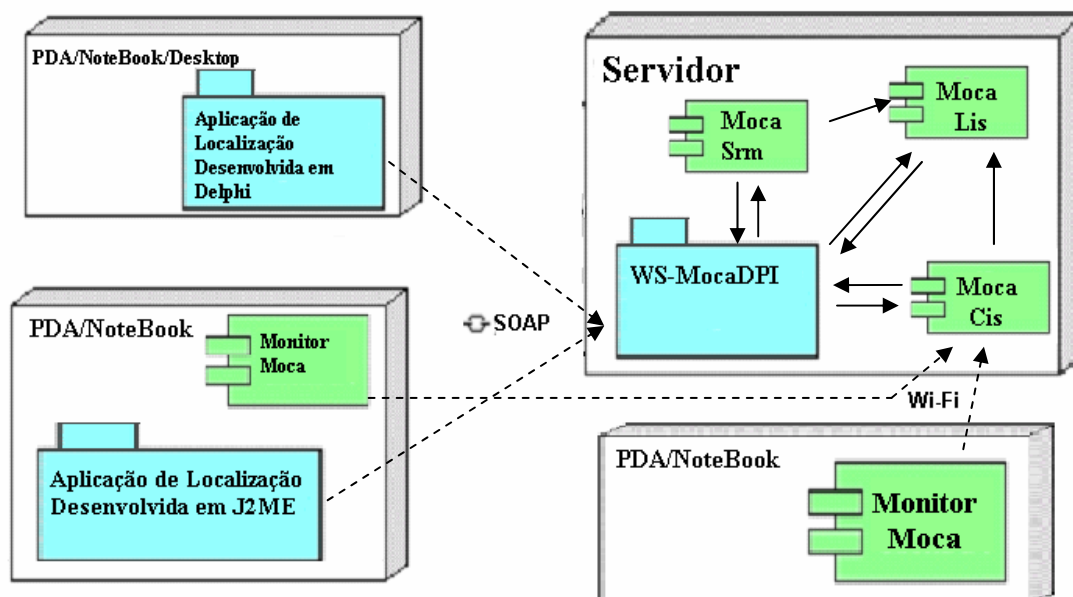 PDA/NoteBook/Desktop
Aplicação de
Localização
Desenvolvida em
Delphi
Servidor
Moca
Srm
Moca
Lis
WS-MocaDPI
Moca
Cis
PDA/NoteBook
Monitor
Moca
SOAP
Aplicação de Localização
Desenvolvida em J2ME
Wi-Fi
PDA/NoteBook
Monitor
Moca